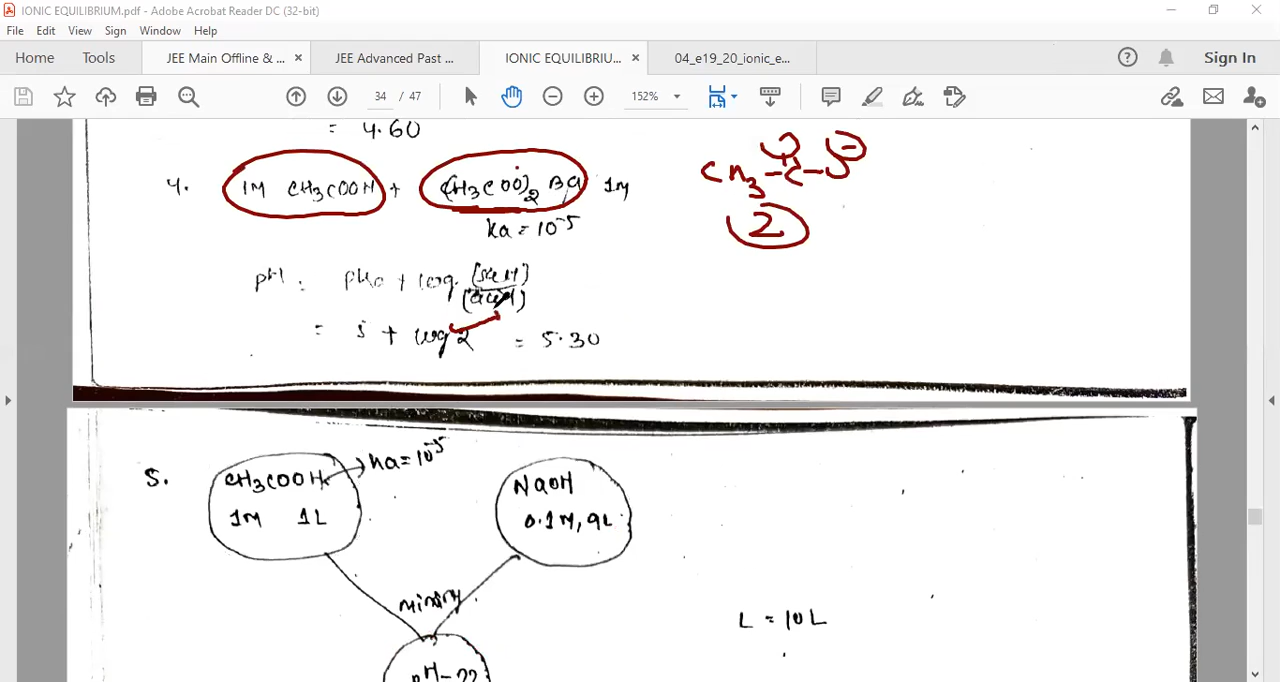 IONIC EQUILIBRIUM.pdf - Adobe Acrobat Reader DC (32-bit)
File Edit View Sign Window Help
Home Tools JEE Main Offline & ... × JEE Advanced Past ... IONIC EQUILIBRIU... × 04_e19_20_ionic_e... Sign In
34 / 47 152%
= 4.60
4. 1M CH3COOH + (CH3COO)2 Ba 1M
CH3-C-O
ka = 10-5
2
pH = pka + log
= 5 + log 2 = 5.30
5. CH3COOH ka = 10-5 NaOH
1M 1L 0.1M, 9L
mixing
L = 10L
pH = ??